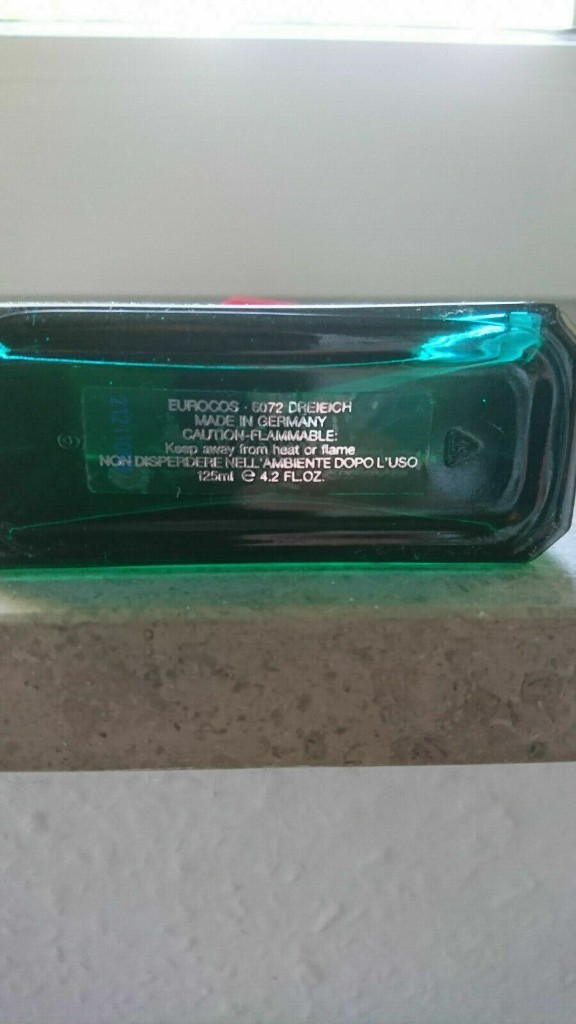 EUROCOS · 6072 DREIEICH
MADE IN GERMANY
CAUTION-FLAMMABLE:
Keep away from heat or flame
NON DISPERDERE NELL'AMBIENTE DOPO L'USO
125ml ℮ 4.2 FL.OZ.